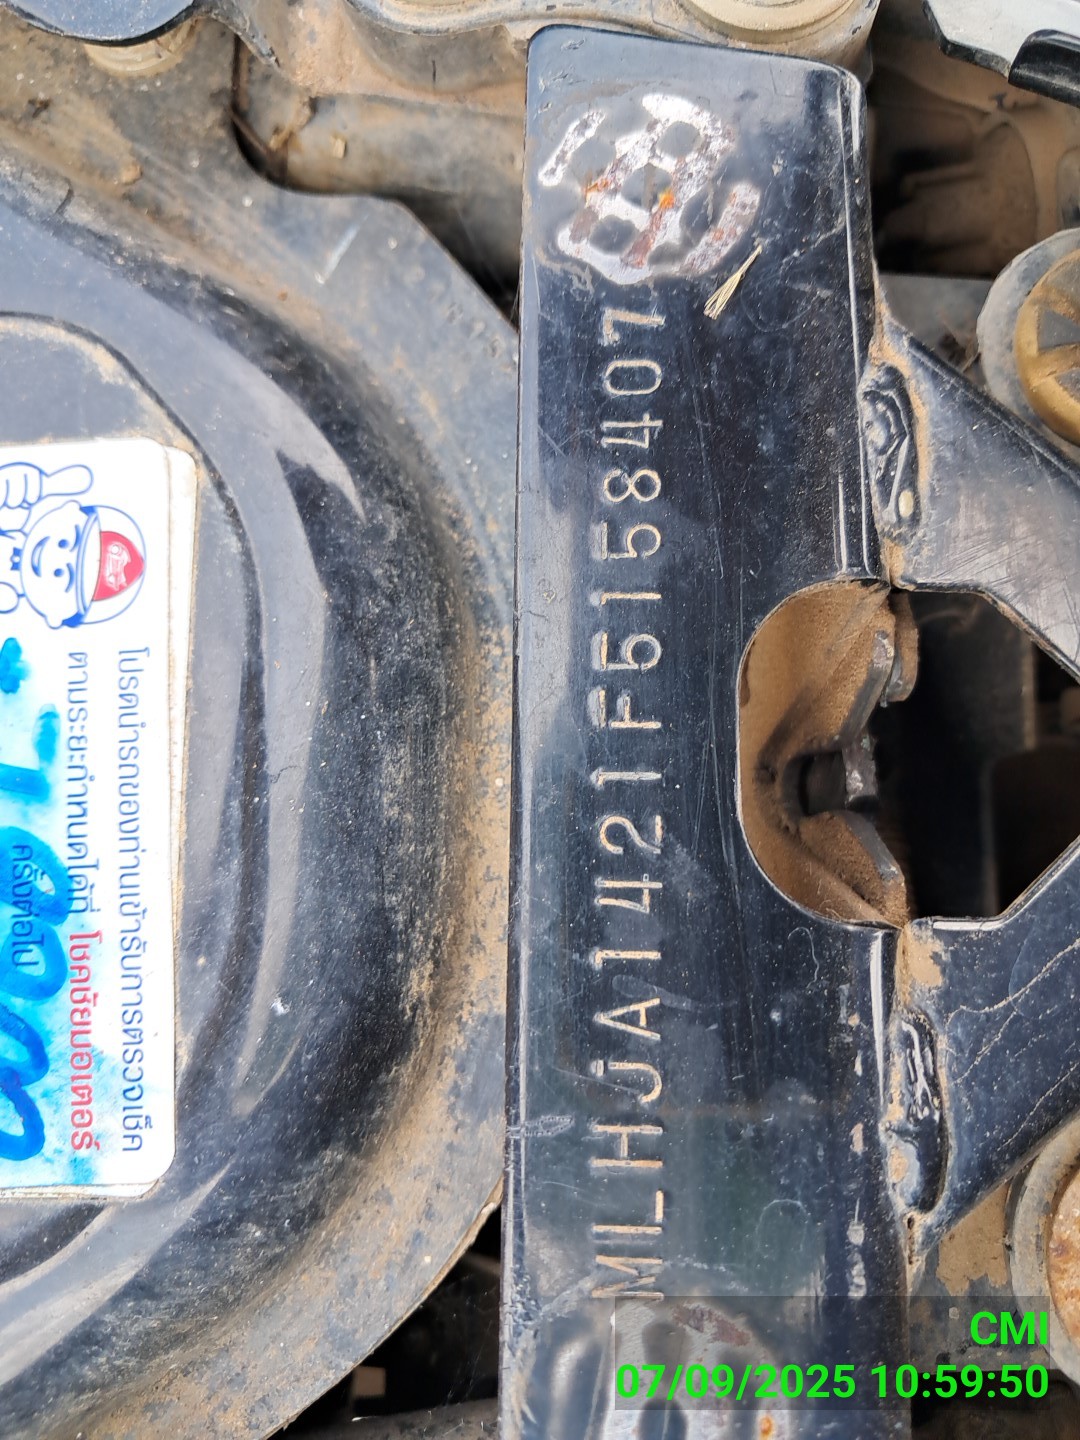 MLHJA1421F5158407
โปรดนำรถของท่านเข้ารับการตรวจเช็ค
ตามระยะกำหนดได้ที่ โชคชัยมอเตอร์
ครั้งต่อไป
CMI
07/09/2025 10:59:50